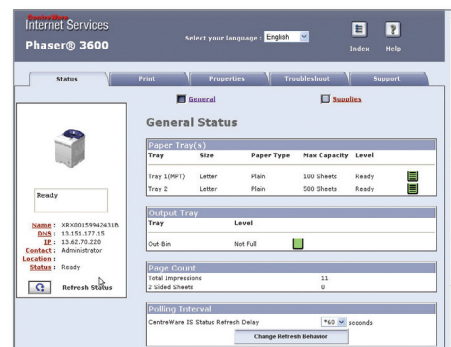 CentreWare
Internet Services
Phaser® 3600
Select your language : English
Index
Help
Status
Print
Properties
Troubleshoot
Support
General
Supplies
General Status
Paper Tray(s)
Tray Size Paper Type Max Capacity Level
Tray 1(MPT) Letter Plain 100 Sheets Ready
Tray 2 Letter Plain 500 Sheets Ready
Ready
Output Tray
Tray Level
Out-Bin Not Full
Name : XRX001599424316
DNS : 13.151.177.15
IP : 13.62.70.220
Contact : Administrator
Location :
Status : Ready
Refresh Status
Page Count
Total Impressions 11
2 Sided Sheets 0
Polling Interval
CentreWare IS Status Refresh Delay *60 seconds
Change Refresh Behavior